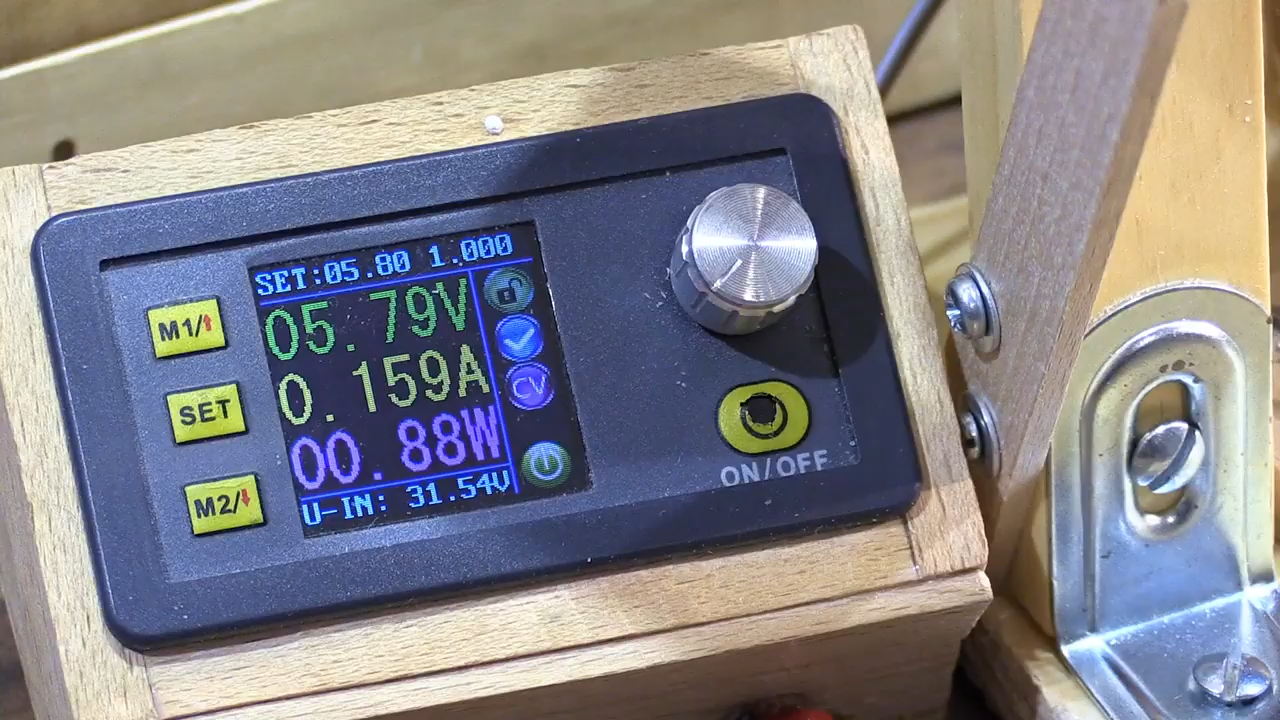 SET:05.80 1.000
05.79V
0.159A
CV
00.88W
U-IN: 31.54V
M1/↑
SET
M2/↓
ON/OFF